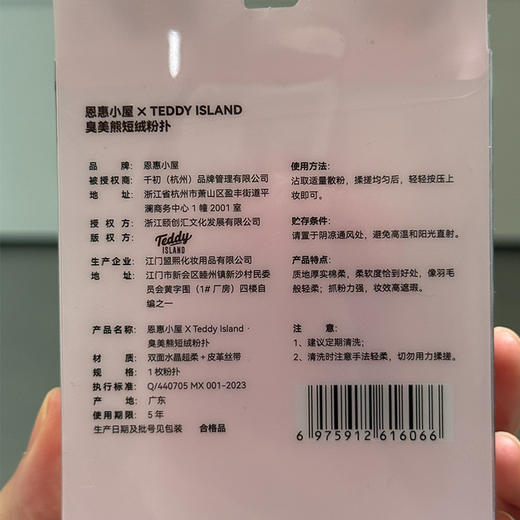 恩惠小屋 X TEDDY ISLAND
臭美熊短绒粉扑
品 牌：恩惠小屋
被授权商：千初（杭州）品牌管理有限公司
地 址：浙江省杭州市萧山区盈丰街道平
澜商务中心1幢2001室
授 权 方：浙江颐创汇文化发展有限公司
版 权 方：Teddy ISLAND
生产企业：江门盟熙化妆用品有限公司
地 址：江门市新会区睦州镇新沙村民委
员会黄字围（1# 厂房）四楼自
编之一
产品名称：恩惠小屋 X Teddy Island·
臭美熊短绒粉扑
材 质：双面水晶超柔+皮革丝带
规 格：1枚粉扑
执行标准：Q/440705 MX 001-2023
产 地：广东
使用期限：5年
生产日期及批号见包装 合格品
使用方法：
沾取适量散粉，揉搓均匀后，轻轻按压上
妆即可。
贮存条件：
请置于阴凉通风处，避免高温和阳光直射。
产品特点：
质地厚实绵柔，柔软度恰到好处，像羽毛一
般轻柔；抓粉力强，妆效高遮瑕。
注 意：
1、建议定期清洗；
2、清洗时注意手法轻柔，切勿用力揉搓。
6 975912 616066